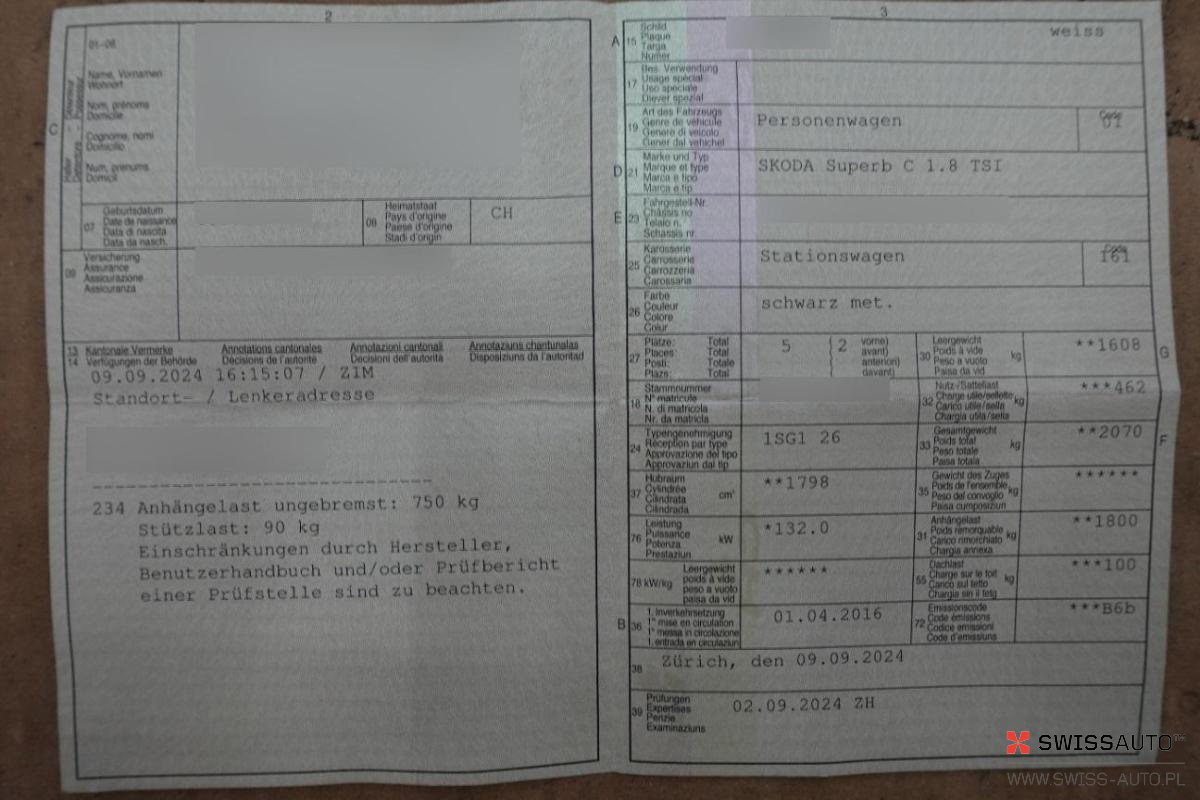 2
01-06
C
Halter
Détenteur
Detentore
Possessur
Name, Vornamen
Wohnort
Nom, prénoms
Domicile
Cognome, nomi
Domicilio
Num, prenums
Domicil
07
Geburtsdatum
Date de naissance
Data di nascita
Data da nasch.
08
Heimatstaat
Pays d'origine
Paese d'origine
Stadi d'origin
CH
09
Versicherung
Assurance
Assicurazione
Assicuranza
13
14
Kantonale Vermerke
Verfügungen der Behörde
Annotations cantonales
Décisions de l'autorité
Annotazioni cantonali
Decisioni dell'autorità
Annotaziuns chantunalas
Dispoziziuns da l'autoritad
09.09.2024 16:15:07 / ZIM
Standort- / Lenkeradresse
------------------------------
234 Anhängelast ungebremst: 750 kg
Stützlast: 90 kg
Einschränkungen durch Hersteller,
Benutzerhandbuch und/oder Prüfbericht
einer Prüfstelle sind zu beachten.
3
A
15
Schild
Plaque
Targa
Numer
weiss
17
Bes. Verwendung
Usage spécial
Uso speciale
Diever spezial
19
Art des Fahrzeugs
Genre de véhicule
Genere di veicolo
Gener dal vehichel
Personenwagen
Code
01
D
21
Marke und Typ
Marque et type
Marca e tipo
Marca e tip
SKODA Superb C 1.8 TSI
E
23
Fahrgestell-Nr.
Châssis no
Telaio n.
Schassis nr.
25
Karosserie
Carrosserie
Carrozzeria
Carossaria
Stationswagen
Code
161
26
Farbe
Couleur
Colore
Colur
schwarz met.
27
Plätze: Total
Places: Total
Posti: Totale
Plazs: Total
5
( 2
vorne)
avant)
anteriori)
davant)
30
Leergewicht
Poids à vide
Peso a vuoto
Paisa da vid
kg
**1608
G
18
Stammnummer
N° matricule
N. di matricola
Nr. da matricla
32
Nutz-/Sattellast
Charge utile/sellette
Carico utile/sella
Chargia utila/sella
kg
***462
24
Typengenehmigung
Réception par type
Approvazione del tipo
Approvaziun dal tip
1SG1 26
33
Gesamtgewicht
Poids total
Peso totale
Paisa totala
kg
**2070
F
37
Hubraum
Cylindrée
Cilindrata
Cilindrada
cm³
**1798
35
Gewicht des Zuges
Poids de l'ensemble
Peso del convoglio
Paisa cumposiziun
kg
******
76
Leistung
Puissance
Potenza
Prestaziun
kW
*132.0
31
Anhängelast
Poids remorquable
Carico rimorchiato
Chargia annexa
kg
**1800
78 kW/kg
Leergewicht
poids à vide
peso a vuoto
paisa da vid
******
55
Dachlast
Charge sur le toit
Carico sul tetto
Chargia sin il tetg
kg
***100
B
36
1. Inverkehrsetzung
1re mise en circulation
1a messa in circolazione
1. entrada en circulaziun
01.04.2016
72
Emissionscode
Code émissions
Codice emissioni
Code d'emissiuns
***B6b
38
Zürich, den 09.09.2024
39
Prüfungen
Expertises
Perizie
Examinaziuns
02.09.2024 ZH
SWISSAUTO
WWW.SWISS-AUTO.PL